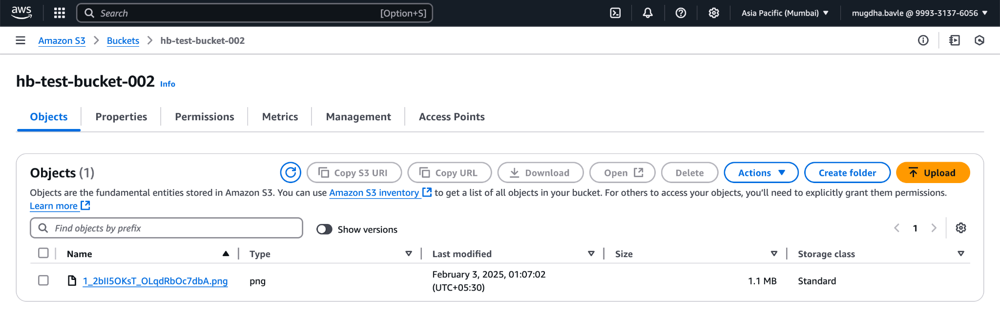 aws Search [Option+S] Asia Pacific (Mumbai) mugdha.bavle @ 9993-3137-6056
Amazon S3 Buckets hb-test-bucket-002
hb-test-bucket-002 Info
Objects Properties Permissions Metrics Management Access Points
Objects (1) Copy S3 URI Copy URL Download Open Delete Actions Create folder Upload
Objects are the fundamental entities stored in Amazon S3. You can use Amazon S3 inventory to get a list of all objects in your bucket. For others to access your objects, you'll need to explicitly grant them permissions.
Learn more
Find objects by prefix Show versions 1
Name Type Last modified Size Storage class
1_2bII5OKsT_OLqdRbOc7dbA.png png February 3, 2025, 01:07:02 1.1 MB Standard
(UTC+05:30)